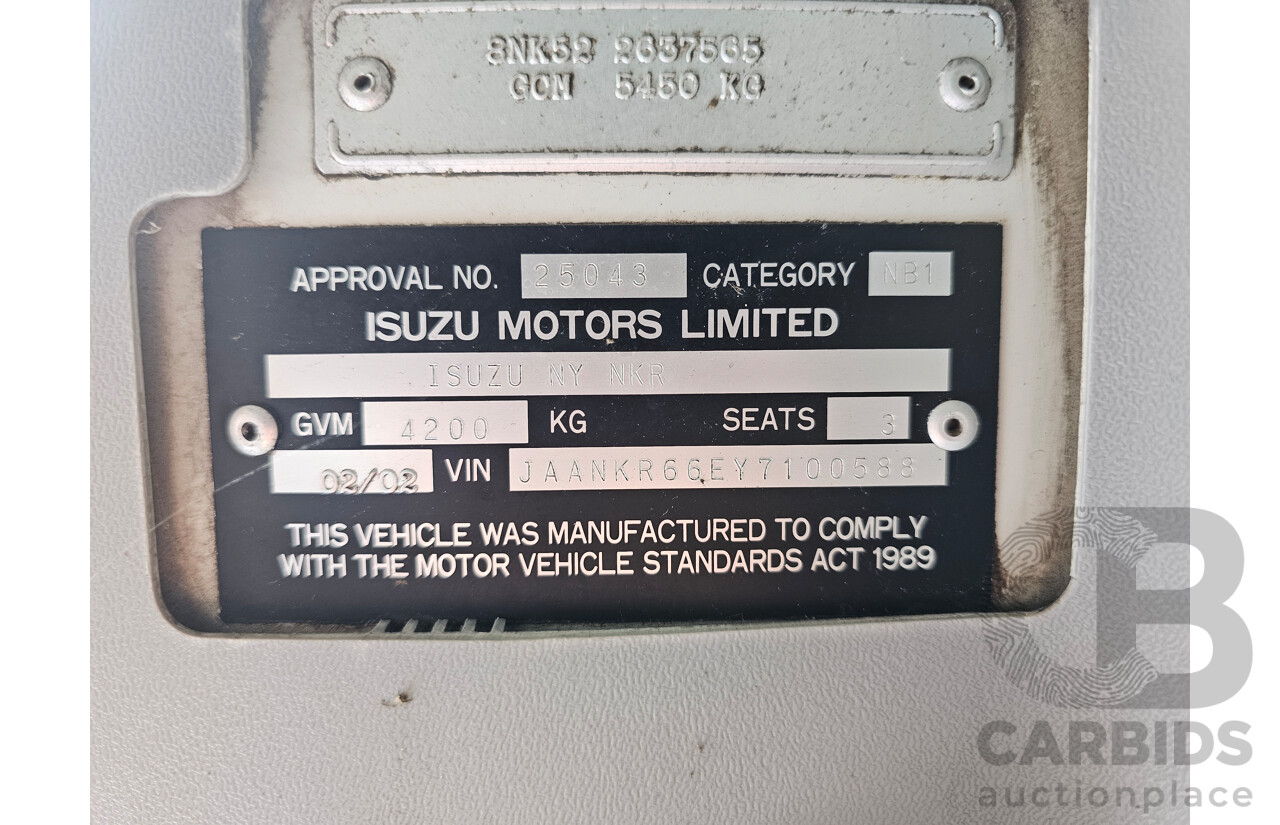 8NK52 2637565
GCM 5450 KG
APPROVAL NO. 25043 CATEGORY NB1
ISUZU MOTORS LIMITED
ISUZU NY NKR
GVM 4200 KG SEATS 3
02/02 VIN JAANKR66EY7100588
THIS VEHICLE WAS MANUFACTURED TO COMPLY
WITH THE MOTOR VEHICLE STANDARDS ACT 1989
CB
CARBIDS
auctionplace